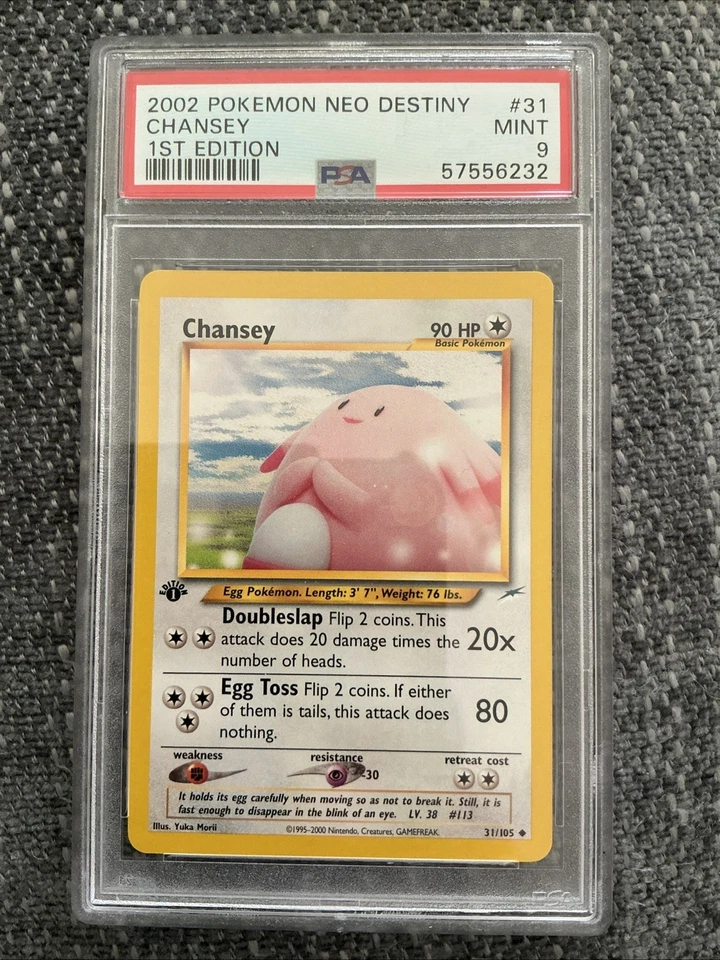 2002 POKEMON NEO DESTINY #31
CHANSEY MINT
1ST EDITION 9
PSA 57556232
Chansey 90 HP
Basic Pokémon
EDITION 1
Egg Pokémon. Length: 3' 7", Weight: 76 lbs.
Doubleslap Flip 2 coins. This
attack does 20 damage times the 20x
number of heads.
Egg Toss Flip 2 coins. If either
of them is tails, this attack does 80
nothing.
weakness resistance retreat cost
-30
It holds its egg carefully when moving so as not to break it. Still, it is
fast enough to disappear in the blink of an eye. LV. 38 #113
Illus. Yuka Morii ©1995-2000 Nintendo, Creatures, GAMEFREAK. 31/105